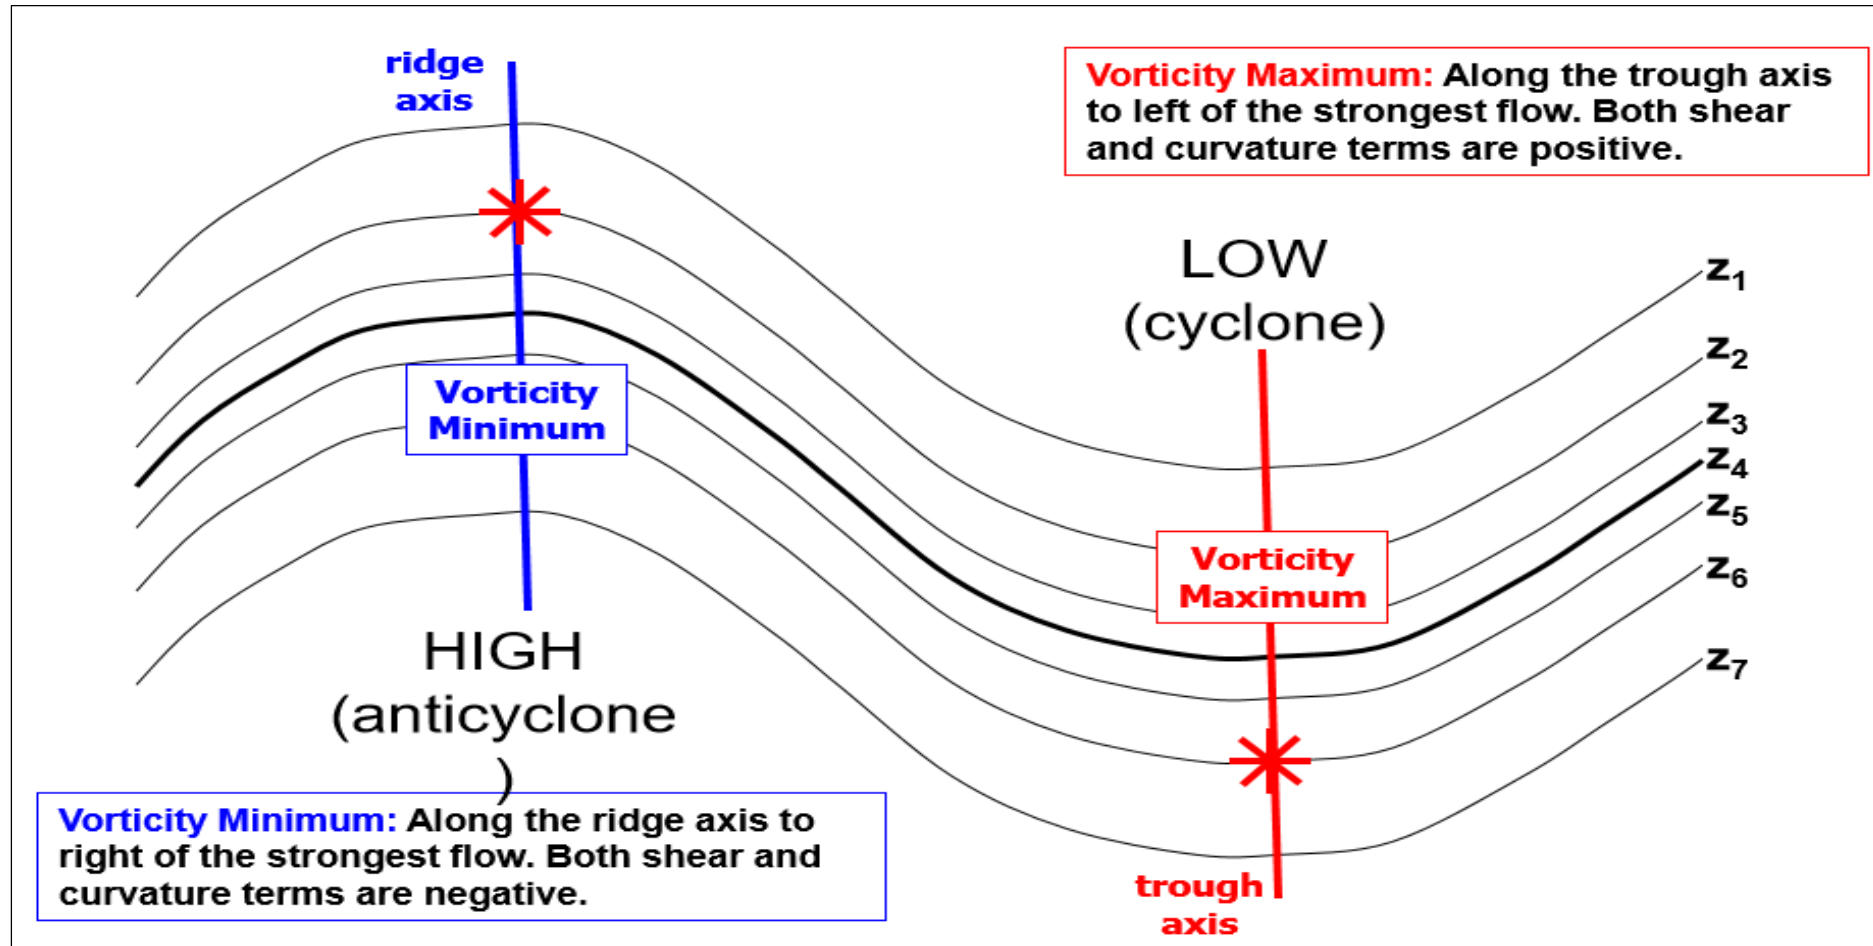 ridge
axis
Vorticity Maximum: Along the trough axis
to left of the strongest flow. Both shear
and curvature terms are positive.
LOW
(cyclone)
z1
z2
z3
z4
z5
z6
z7
Vorticity
Minimum
Vorticity
Maximum
HIGH
(anticyclone
)
Vorticity Minimum: Along the ridge axis to
right of the strongest flow. Both shear and
curvature terms are negative.
trough
axis